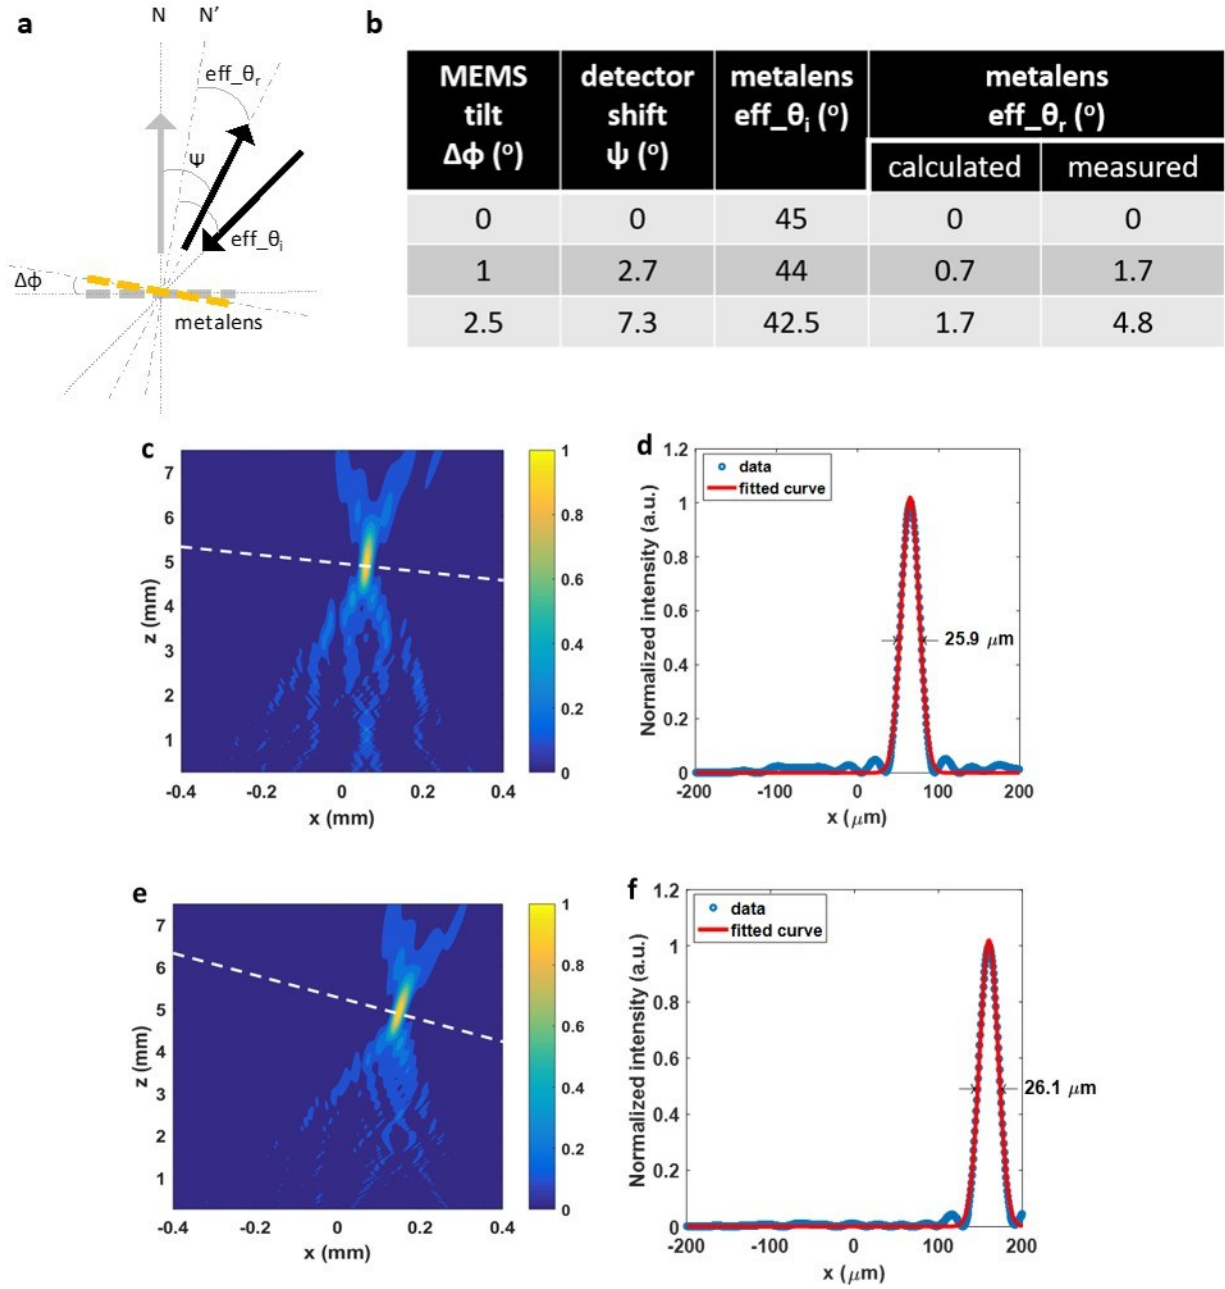 a
N N′
eff_θr
Ψ
eff_θi
Δϕ
metalens
b
MEMS tilt Δϕ (º)
detector shift ψ (º)
metalens eff_θi (º)
metalens eff_θr (º)
calculated measured
0 0 45 0 0
1 2.7 44 0.7 1.7
2.5 7.3 42.5 1.7 4.8
c
7
6
5
4
3
2
1
z (mm)
-0.4 -0.2 0 0.2 0.4
x (mm)
1
0.8
0.6
0.4
0.2
0
d
1.2
1
0.8
0.6
0.4
0.2
0
Normalized intensity (a.u.)
data
fitted curve
25.9 μm
-200 -100 0 100 200
x (μm)
e
7
6
5
4
3
2
1
z (mm)
-0.4 -0.2 0 0.2 0.4
x (mm)
1
0.8
0.6
0.4
0.2
0
f
1.2
1
0.8
0.6
0.4
0.2
0
Normalized intensity (a.u.)
data
fitted curve
26.1 μm
-200 -100 0 100 200
x (μm)